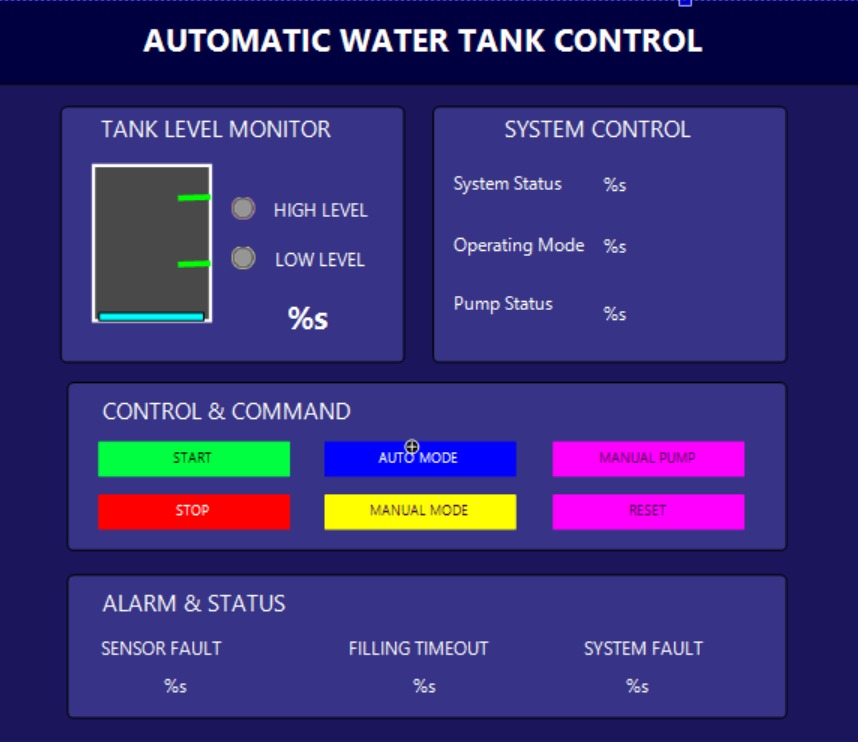 AUTOMATIC WATER TANK CONTROL
TANK LEVEL MONITOR
HIGH LEVEL
LOW LEVEL
%s
SYSTEM CONTROL
System Status %s
Operating Mode %s
Pump Status %s
CONTROL & COMMAND
START AUTO MODE MANUAL PUMP
STOP MANUAL MODE RESET
ALARM & STATUS
SENSOR FAULT FILLING TIMEOUT SYSTEM FAULT
%s %s %s